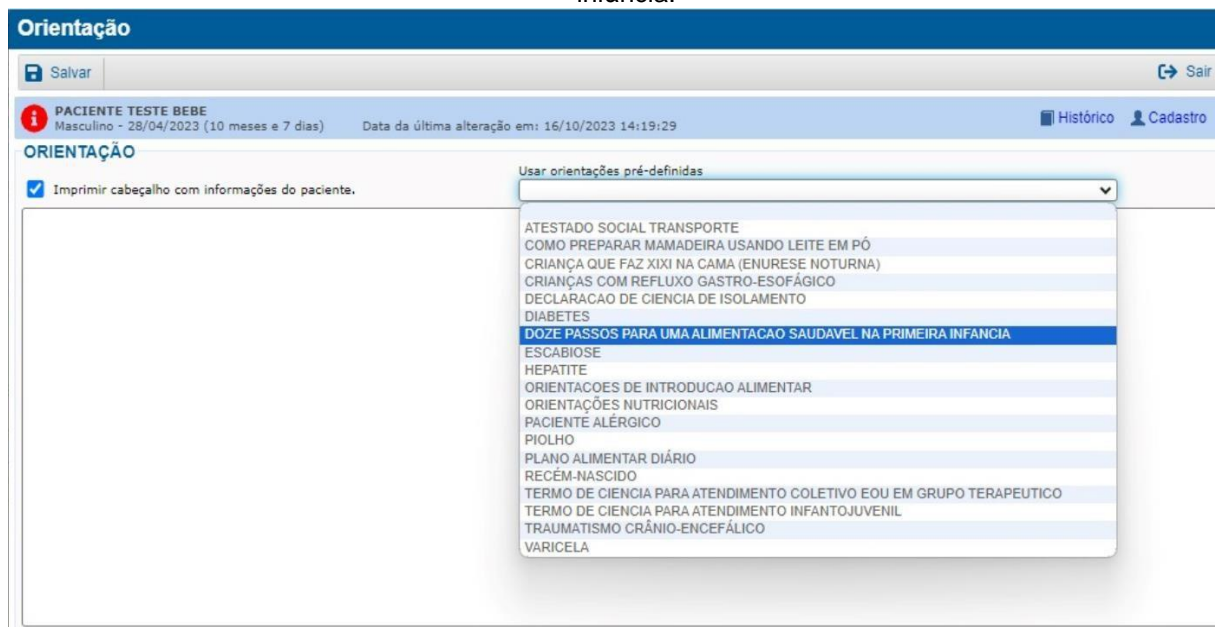 infância.
Orientação
Salvar
Sair
PACIENTE TESTE BEBE
Masculino - 28/04/2023 (10 meses e 7 dias) Data da última alteração em: 16/10/2023 14:19:29
Histórico Cadastro
ORIENTAÇÃO
Usar orientações pré-definidas
Imprimir cabeçalho com informações do paciente.
ATESTADO SOCIAL TRANSPORTE
COMO PREPARAR MAMADEIRA USANDO LEITE EM PÓ
CRIANÇA QUE FAZ XIXI NA CAMA (ENURESE NOTURNA)
CRIANÇAS COM REFLUXO GASTRO-ESOFÁGICO
DECLARACAO DE CIENCIA DE ISOLAMENTO
DIABETES
DOZE PASSOS PARA UMA ALIMENTACAO SAUDAVEL NA PRIMEIRA INFANCIA
ESCABIOSE
HEPATITE
ORIENTACOES DE INTRODUCAO ALIMENTAR
ORIENTAÇÕES NUTRICIONAIS
PACIENTE ALÉRGICO
PIOLHO
PLANO ALIMENTAR DIÁRIO
RECÉM-NASCIDO
TERMO DE CIENCIA PARA ATENDIMENTO COLETIVO EOU EM GRUPO TERAPEUTICO
TERMO DE CIENCIA PARA ATENDIMENTO INFANTOJUVENIL
TRAUMATISMO CRÂNIO-ENCEFÁLICO
VARICELA